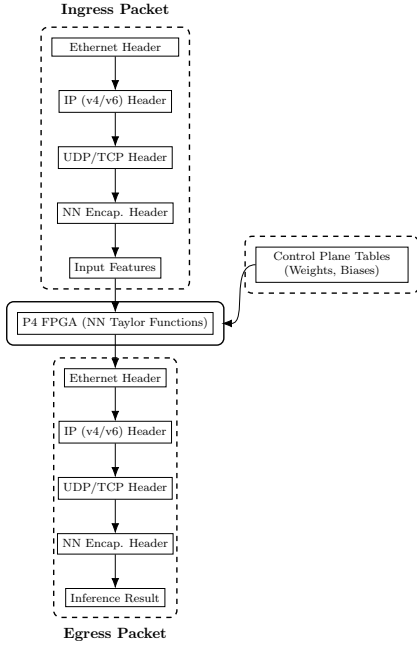 Ingress Packet
Ethernet Header
IP (v4/v6) Header
UDP/TCP Header
NN Encap. Header
Input Features
Control Plane Tables
(Weights, Biases)
P4 FPGA (NN Taylor Functions)
Ethernet Header
IP (v4/v6) Header
UDP/TCP Header
NN Encap. Header
Inference Result
Egress Packet